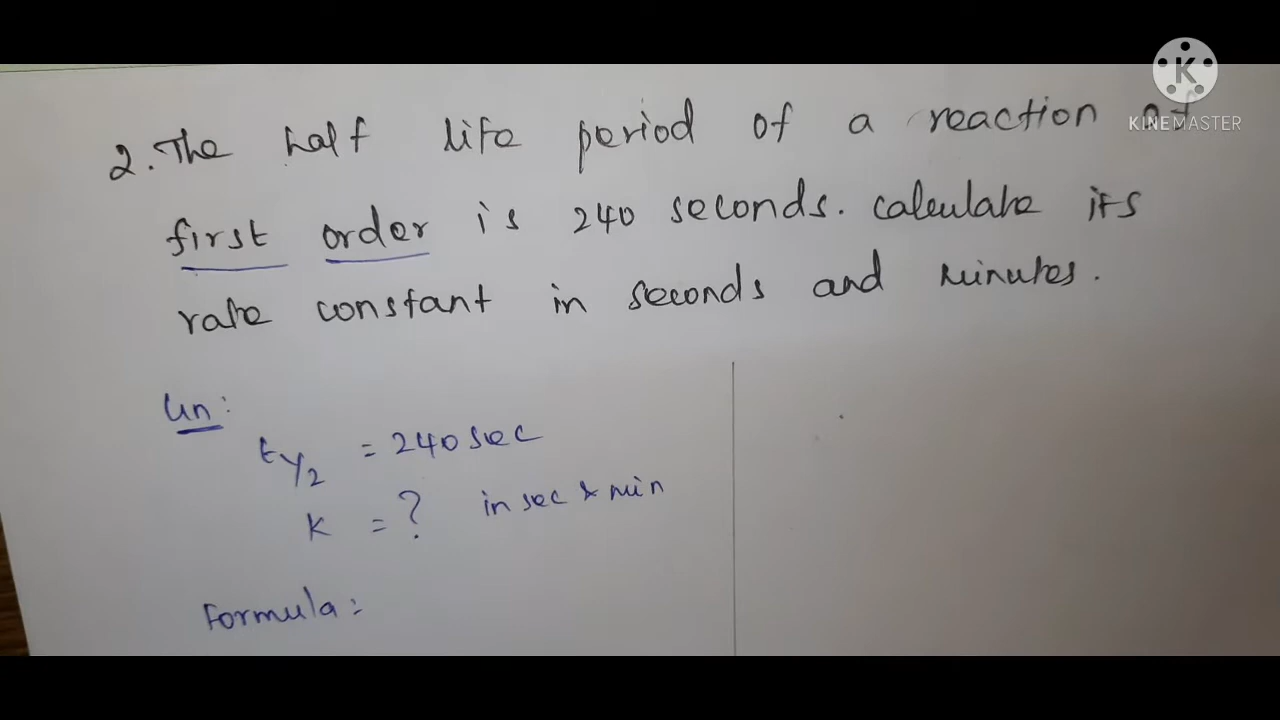 2. The half life period of a reaction of
first order is 240 seconds. calculate its
rate constant in seconds and minutes.
Gn:
t1/2 = 240 sec
K = ? in sec & min
Formula:
K
KINEMASTER